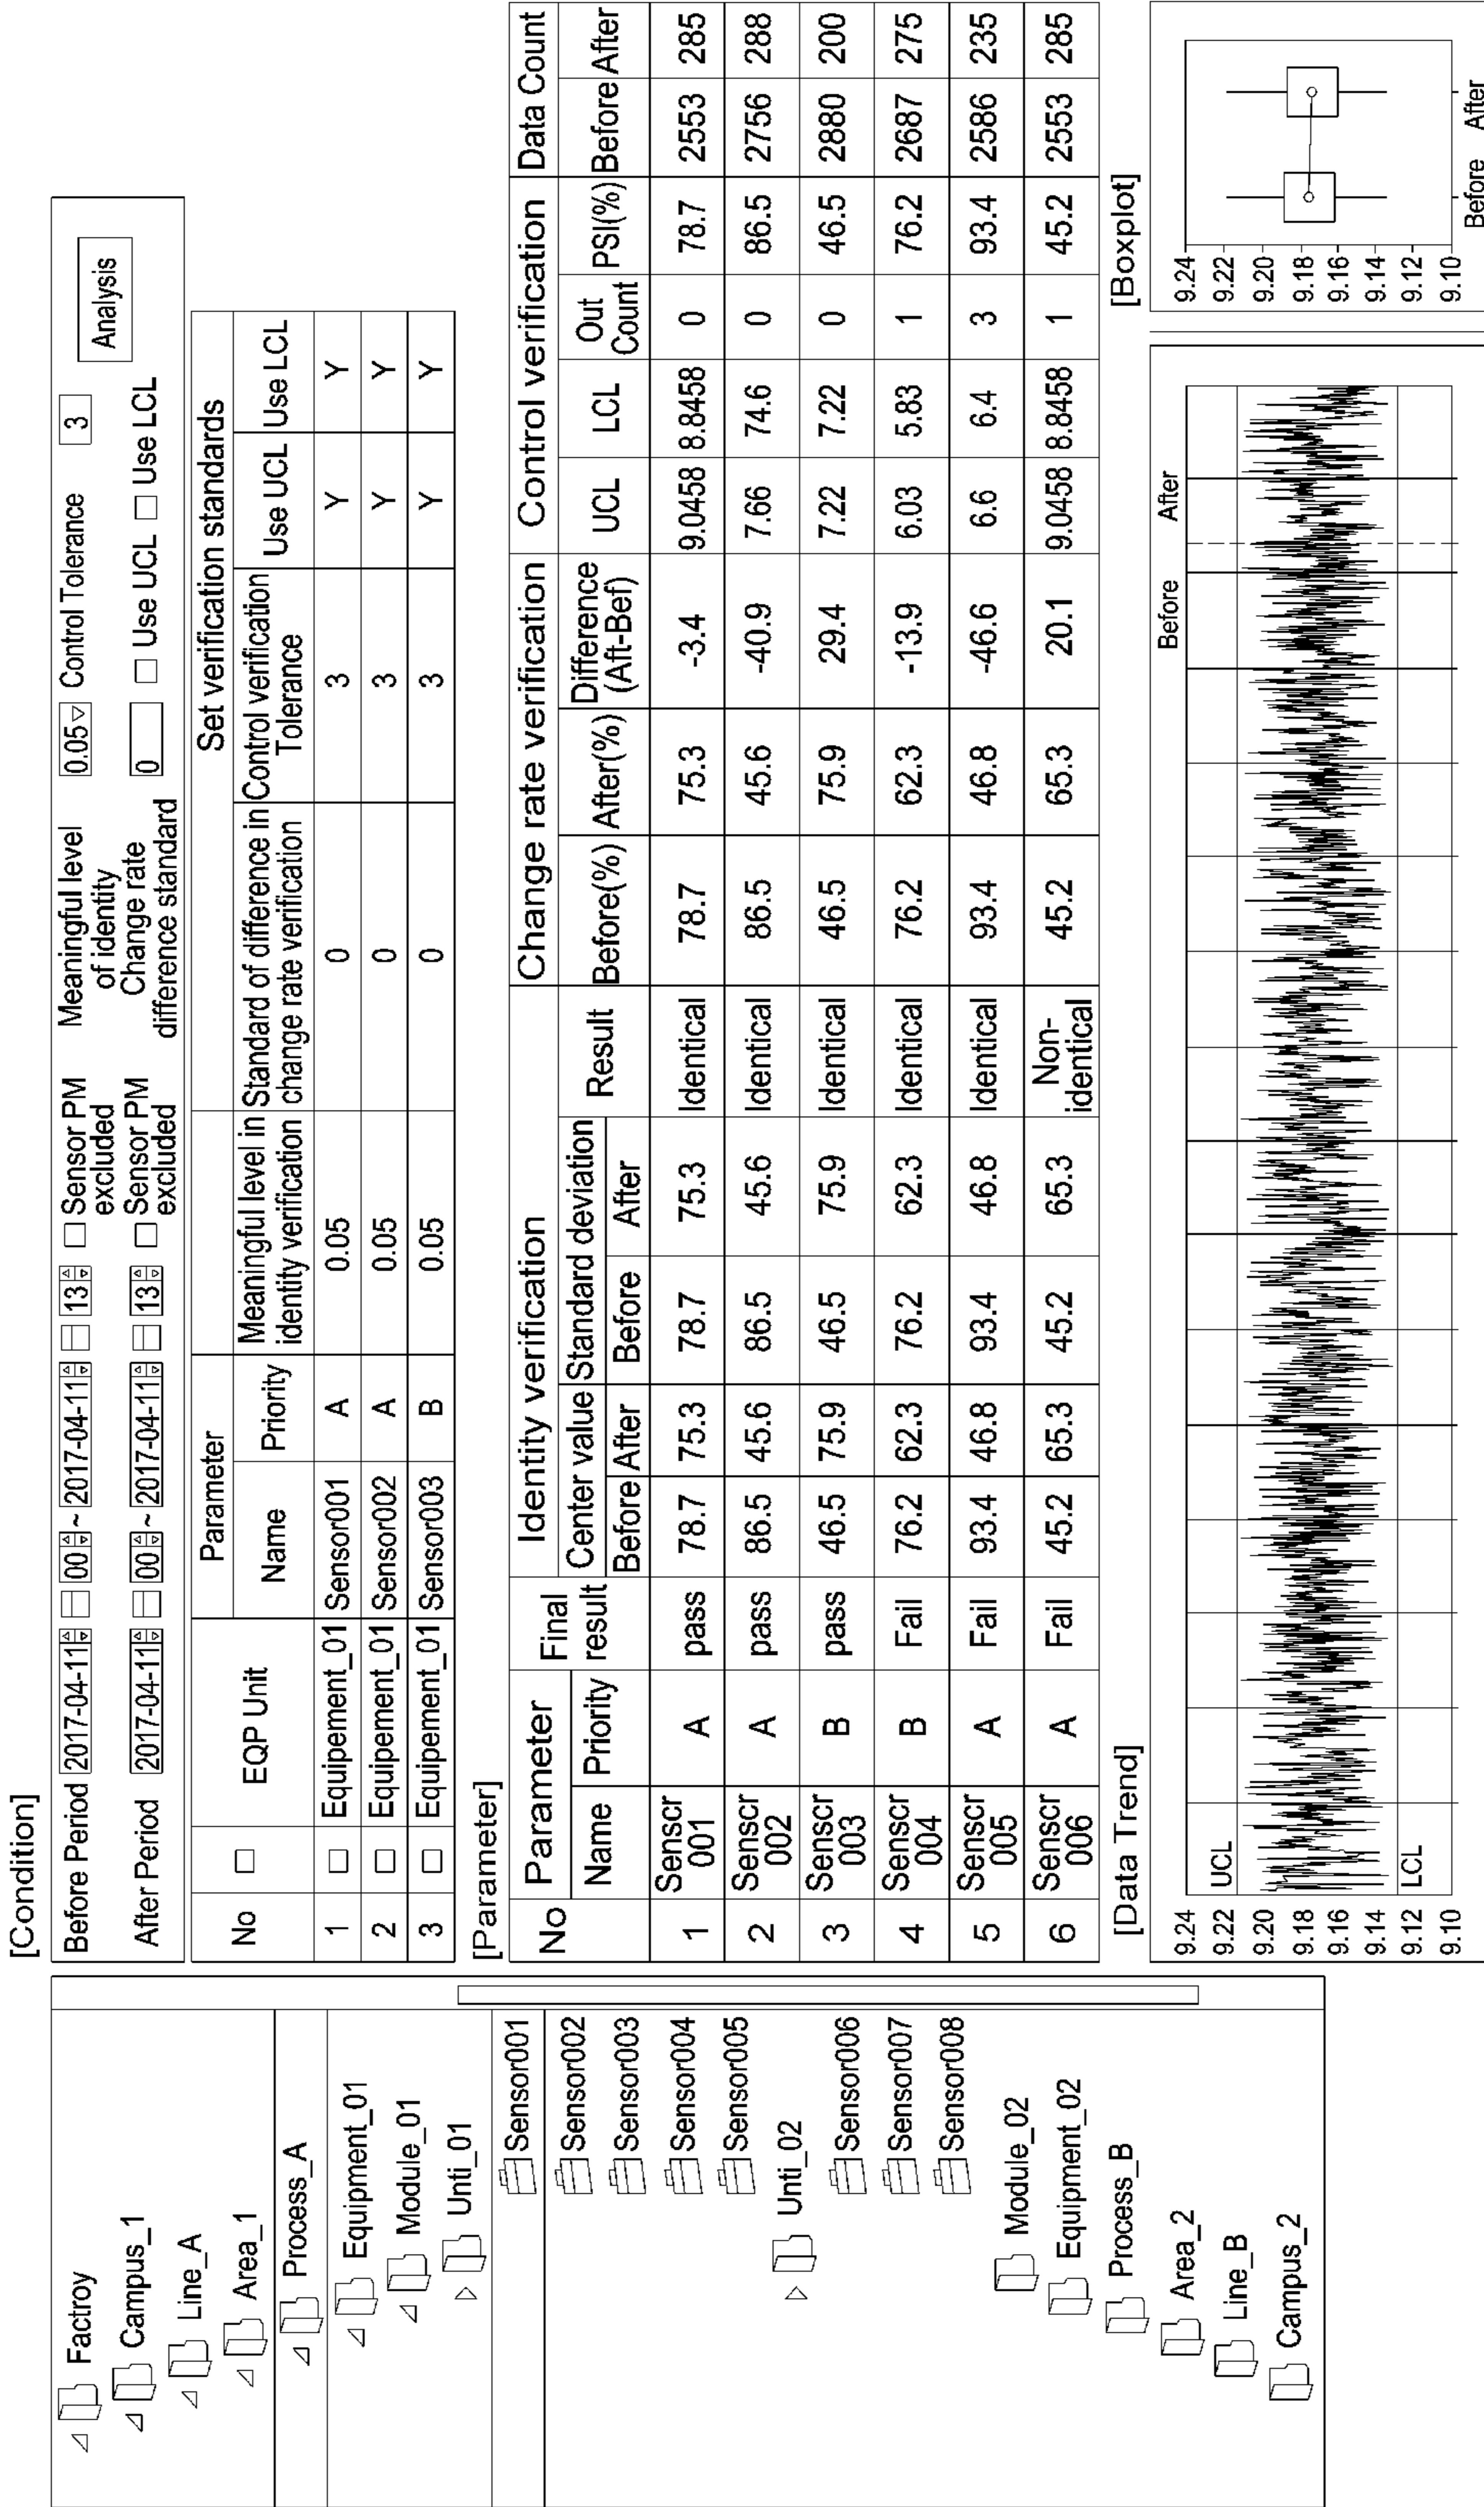 Factroy
Campus_1
Line_A
Area_1
Process_A
Equipment_01
Module_01
Unti_01
Sensor001
Sensor002
Sensor003
Sensor004
Sensor005
Unti_02
Sensor006
Sensor007
Sensor008
Module_02
Equipment_02
Process_B
Area_2
Line_B
Campus_2
[Condition]
Before Period 2017-04-11 00 ~ 2017-04-11 13 Sensor PM excluded Meaningful level of identity 0.05 Control Tolerance 3
After Period 2017-04-11 00 ~ 2017-04-11 13 Sensor PM excluded Change rate difference standard 0 Use UCL Use LCL
Analysis
No EQP Unit Parameter Set verification standards
Name Priority Meaningful level in identity verification Standard of difference in change rate verification Control verification Tolerance Use UCL Use LCL
1 Equipement_01 Sensor001 A 0.05 0 3 Y Y
2 Equipement_01 Sensor002 A 0.05 0 3 Y Y
3 Equipement_01 Sensor003 B 0.05 0 3 Y Y
[Parameter]
No Parameter Final result Identity verification Change rate verification Control verification Data Count
Name Priority Center value Standard deviation Result Before(%) After(%) Difference (Aft-Bef) UCL LCL Out Count PSI(%) Before After
Before After Before After
1 Senscr 001 A pass 78.7 75.3 78.7 75.3 Identical 78.7 75.3 -3.4 9.0458 8.8458 0 78.7 2553 285
2 Senscr 002 A pass 86.5 45.6 86.5 45.6 Identical 86.5 45.6 -40.9 7.66 74.6 0 86.5 2756 288
3 Senscr 003 B pass 46.5 75.9 46.5 75.9 Identical 46.5 75.9 29.4 7.22 7.22 0 46.5 2880 200
4 Senscr 004 B Fail 76.2 62.3 76.2 62.3 Identical 76.2 62.3 -13.9 6.03 5.83 1 76.2 2687 275
5 Senscr 005 A Fail 93.4 46.8 93.4 46.8 Identical 93.4 46.8 -46.6 6.6 6.4 3 93.4 2586 235
6 Senscr 006 A Fail 45.2 65.3 45.2 65.3 Non-identical 45.2 65.3 20.1 9.0458 8.8458 1 45.2 2553 285
[Data Trend]
Before After
9.24
9.22
9.20
9.18
9.16
9.14
9.12
9.10
UCL
LCL
[Boxplot]
9.24
9.22
9.20
9.18
9.16
9.14
9.12
9.10
Before After